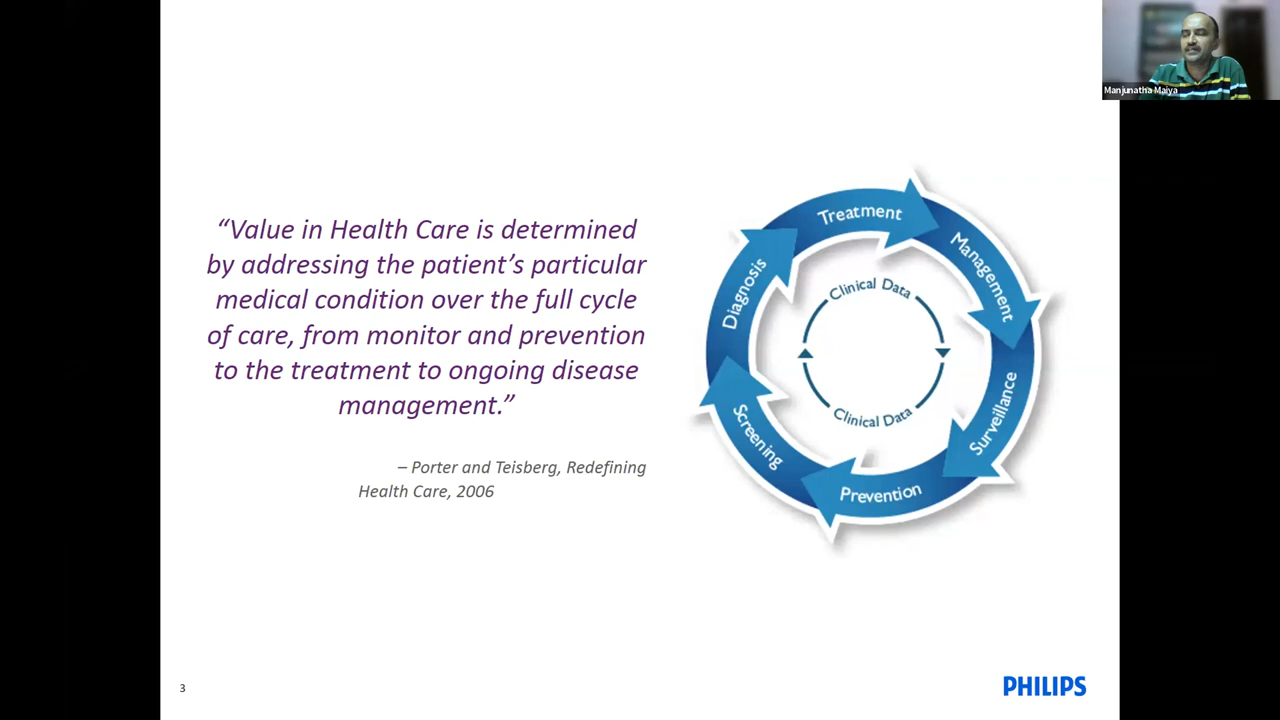 Manjunatha Maiya
“Value in Health Care is determined
by addressing the patient’s particular
medical condition over the full cycle
of care, from monitor and prevention
to the treatment to ongoing disease
management.”
– Porter and Teisberg, Redefining
Health Care, 2006
Treatment
Management
Surveillance
Prevention
Screening
Diagnosis
Clinical Data
Clinical Data
3
PHILIPS